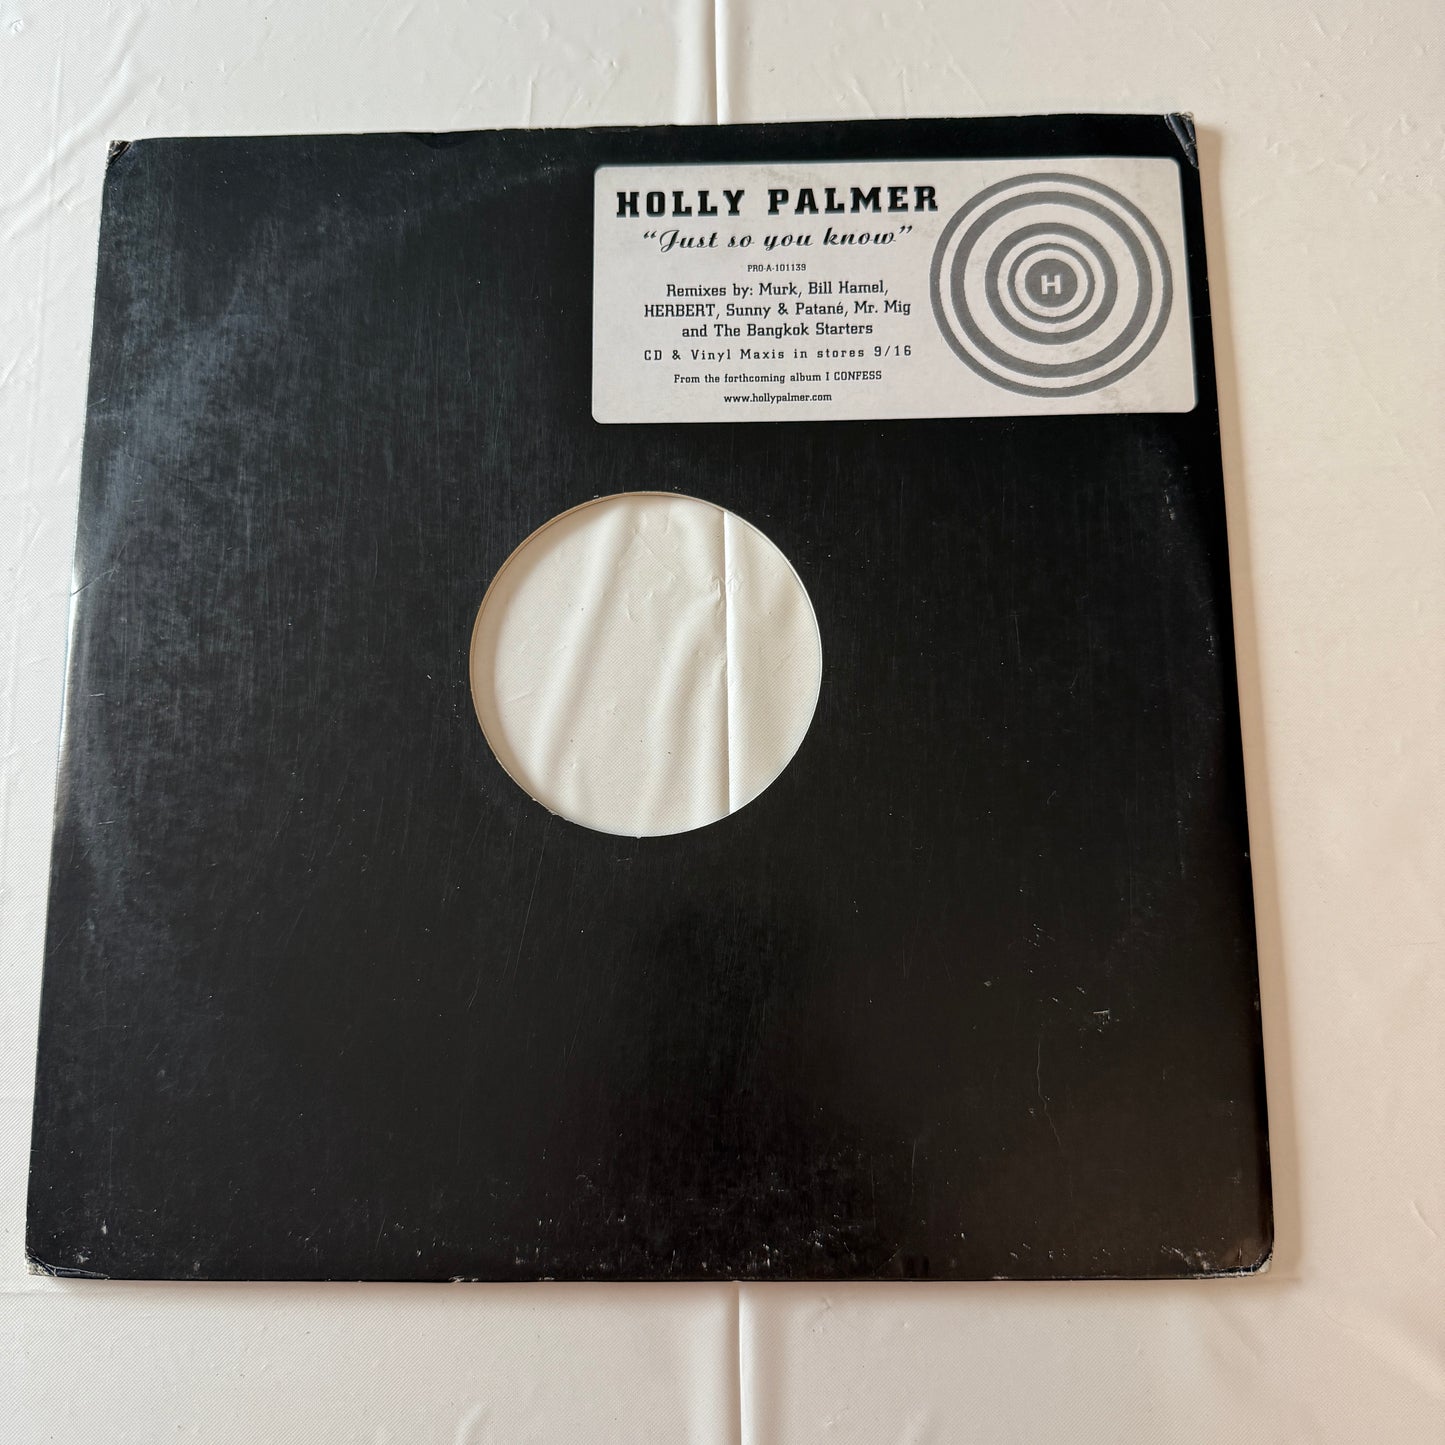 HOLLY PALMER
"Just so you know"
PRO-A-101139
Remixes by: Murk, Bill Hamel,
HERBERT, Sunny & Patané, Mr. Mig
and The Bangkok Starters
CD & Vinyl Maxis in stores 9/16
From the forthcoming album I CONFESS
www.hollypalmer.com
H